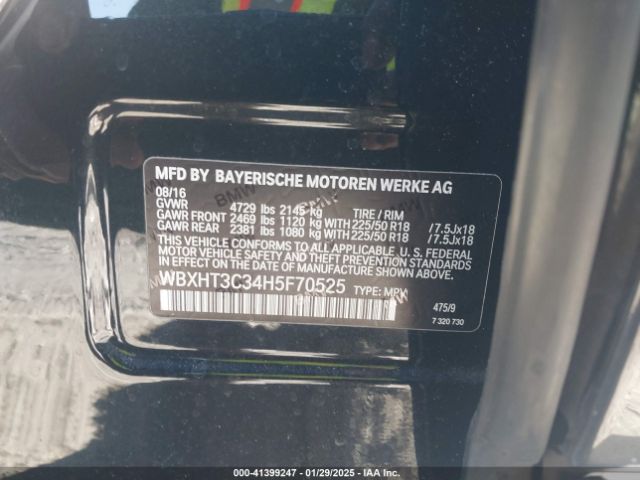 MFD BY BAYERISCHE MOTOREN WERKE AG
08/16
GVWR 4729 lbs 2145 kg TIRE / RIM
GAWR FRONT 2469 lbs 1120 kg WITH 225/50 R18 / 7.5Jx18
GAWR REAR 2381 lbs 1080 kg WITH 225/50 R18 / 7.5Jx18
THIS VEHICLE CONFORMS TO ALL APPLICABLE U.S. FEDERAL
MOTOR VEHICLE SAFETY AND THEFT PREVENTION STANDARDS
IN EFFECT ON THE DATE OF MANUFACTURE SHOWN ABOVE.
WBXHT3C34H5F70525 TYPE: MPV
475/9
7 320 730
000-41399247 - 01/29/2025 - IAA Inc.